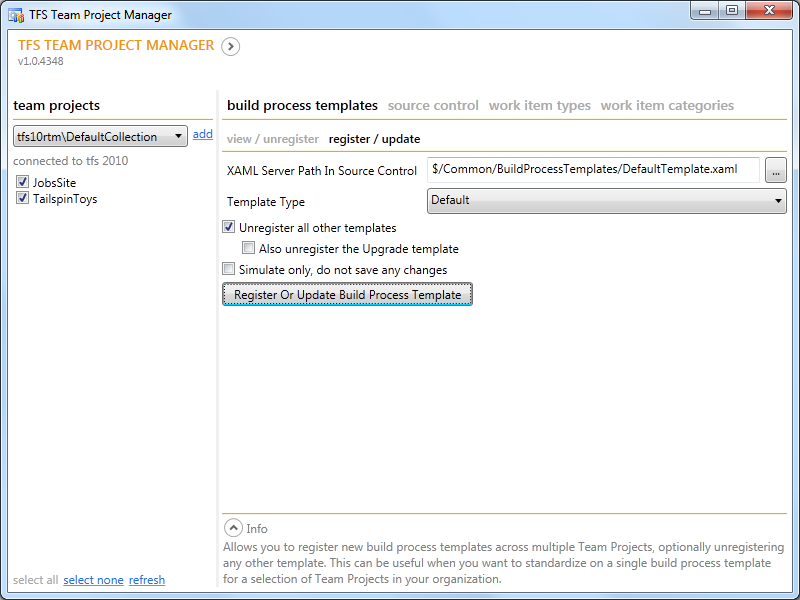 TFS Team Project Manager
TFS TEAM PROJECT MANAGER
v1.0.4348
team projects
tfs10rtm\DefaultCollection
add
connected to tfs 2010
JobsSite
TailspinToys
select all select none refresh
build process templates source control work item types work item categories
view / unregister register / update
XAML Server Path In Source Control $/Common/BuildProcessTemplates/DefaultTemplate.xaml ...
Template Type Default
Unregister all other templates
Also unregister the Upgrade template
Simulate only, do not save any changes
Register Or Update Build Process Template
Info
Allows you to register new build process templates across multiple Team Projects, optionally unregistering
any other template. This can be useful when you want to standardize on a single build process template
for a selection of Team Projects in your organization.